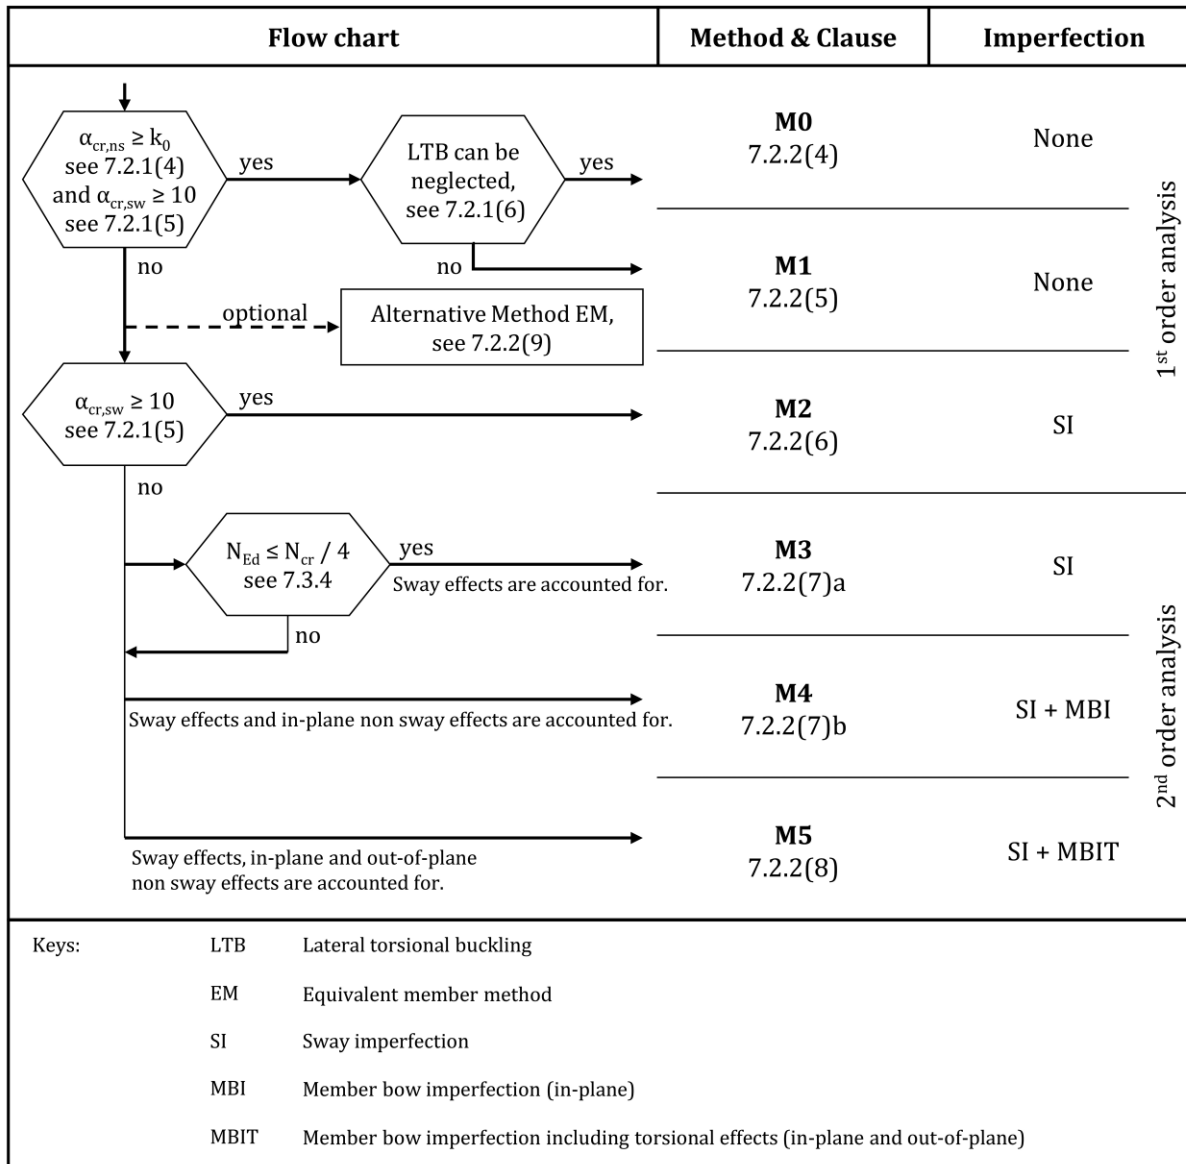 Flow chart
Method & Clause
Imperfection
α_cr,ns ≥ k_0
see 7.2.1(4)
and α_cr,sw ≥ 10
see 7.2.1(5)
yes
LTB can be
neglected,
see 7.2.1(6)
yes
M0
7.2.2(4)
None
no
no
M1
7.2.2(5)
None
optional
Alternative Method EM,
see 7.2.2(9)
1st order analysis
α_cr,sw ≥ 10
see 7.2.1(5)
yes
M2
7.2.2(6)
SI
no
N_Ed ≤ N_cr / 4
see 7.3.4
yes
Sway effects are accounted for.
M3
7.2.2(7)a
SI
no
Sway effects and in-plane non sway effects are accounted for.
M4
7.2.2(7)b
SI + MBI
2nd order analysis
Sway effects, in-plane and out-of-plane
non sway effects are accounted for.
M5
7.2.2(8)
SI + MBIT
Keys:
LTB Lateral torsional buckling
EM Equivalent member method
SI Sway imperfection
MBI Member bow imperfection (in-plane)
MBIT Member bow imperfection including torsional effects (in-plane and out-of-plane)